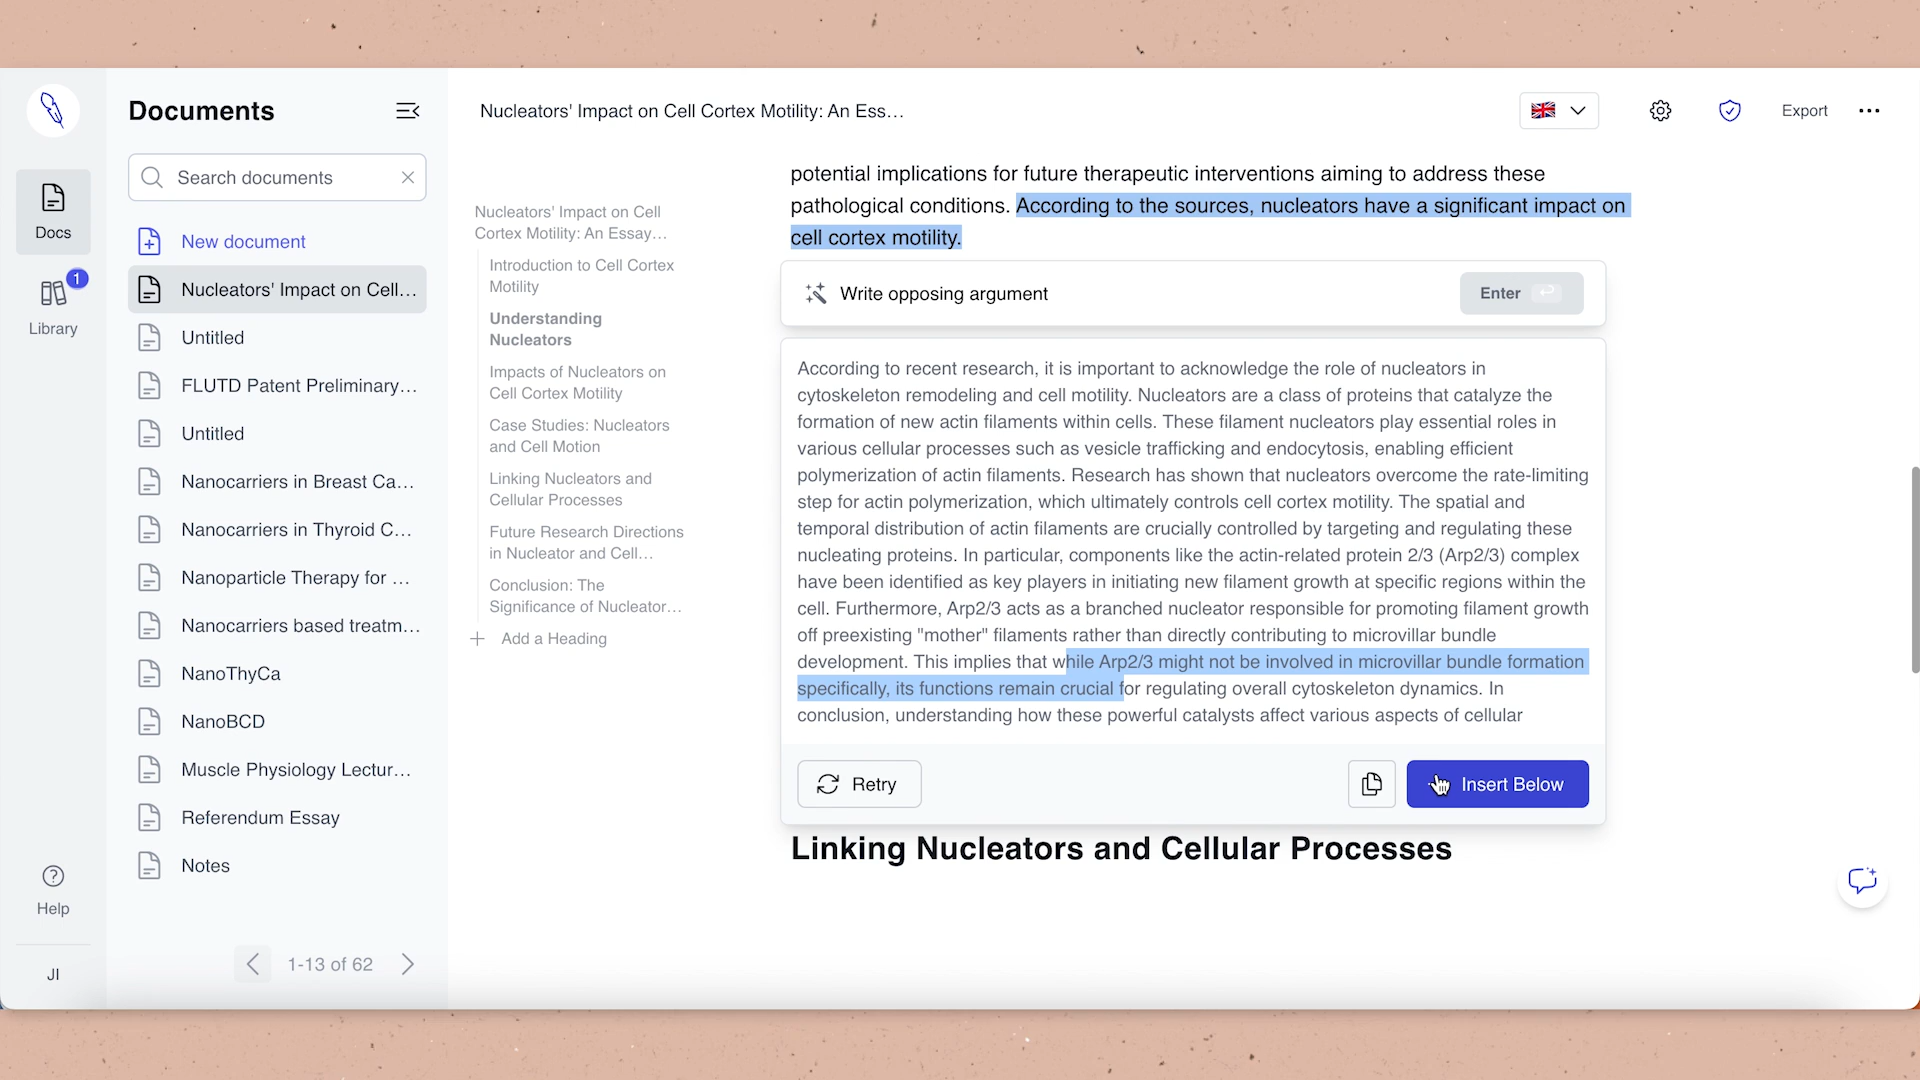 Documents
Nucleators' Impact on Cell Cortex Motility: An Ess...
Export
Docs
1
Library
Help
JI
Search documents
New document
Nucleators' Impact on Cell...
Untitled
FLUTD Patent Preliminary...
Untitled
Nanocarriers in Breast Ca...
Nanocarriers in Thyroid C...
Nanoparticle Therapy for ...
Nanocarriers based treatm...
NanoThyCa
NanoBCD
Muscle Physiology Lectur...
Referendum Essay
Notes
1-13 of 62
Nucleators' Impact on Cell
Cortex Motility: An Essay...
Introduction to Cell Cortex
Motility
Understanding
Nucleators
Impacts of Nucleators on
Cell Cortex Motility
Case Studies: Nucleators
and Cell Motion
Linking Nucleators and
Cellular Processes
Future Research Directions
in Nucleator and Cell...
Conclusion: The
Significance of Nucleator...
Add a Heading
potential implications for future therapeutic interventions aiming to address these
pathological conditions. According to the sources, nucleators have a significant impact on
cell cortex motility.
Write opposing argument
Enter
According to recent research, it is important to acknowledge the role of nucleators in
cytoskeleton remodeling and cell motility. Nucleators are a class of proteins that catalyze the
formation of new actin filaments within cells. These filament nucleators play essential roles in
various cellular processes such as vesicle trafficking and endocytosis, enabling efficient
polymerization of actin filaments. Research has shown that nucleators overcome the rate-limiting
step for actin polymerization, which ultimately controls cell cortex motility. The spatial and
temporal distribution of actin filaments are crucially controlled by targeting and regulating these
nucleating proteins. In particular, components like the actin-related protein 2/3 (Arp2/3) complex
have been identified as key players in initiating new filament growth at specific regions within the
cell. Furthermore, Arp2/3 acts as a branched nucleator responsible for promoting filament growth
off preexisting "mother" filaments rather than directly contributing to microvillar bundle
development. This implies that while Arp2/3 might not be involved in microvillar bundle formation
specifically, its functions remain crucial for regulating overall cytoskeleton dynamics. In
conclusion, understanding how these powerful catalysts affect various aspects of cellular
Retry
Insert Below
Linking Nucleators and Cellular Processes